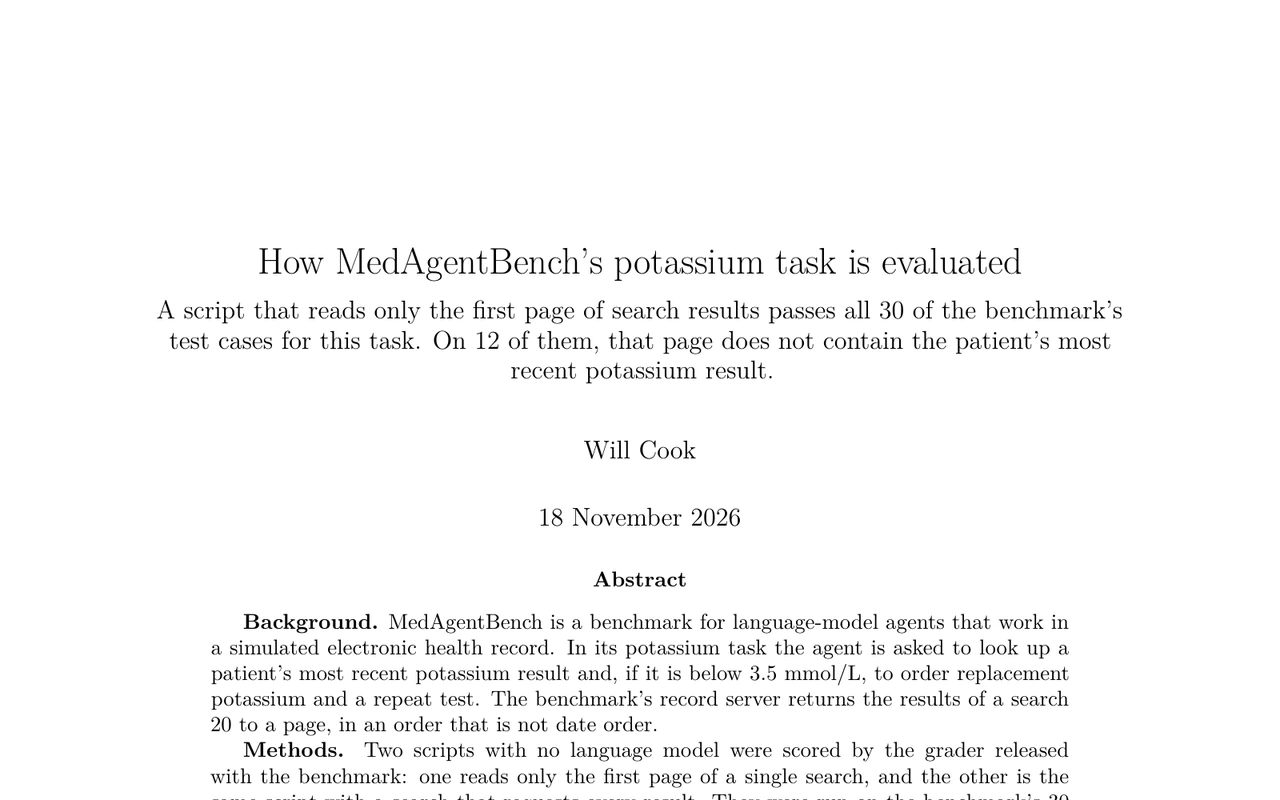 How MedAgentBench's potassium task is evaluated
A script that reads only the first page of search results passes all 30 of the benchmark's
test cases for this task. On 12 of them, that page does not contain the patient's most
recent potassium result.
Will Cook
18 November 2026
Abstract
Background. MedAgentBench is a benchmark for language-model agents that work in
a simulated electronic health record. In its potassium task the agent is asked to look up a
patient's most recent potassium result and, if it is below 3.5 mmol/L, to order replacement
potassium and a repeat test. The benchmark's record server returns the results of a search
20 to a page, in an order that is not date order.
Methods. Two scripts with no language model were scored by the grader released
with the benchmark: one reads only the first page of a single search, and the other is the